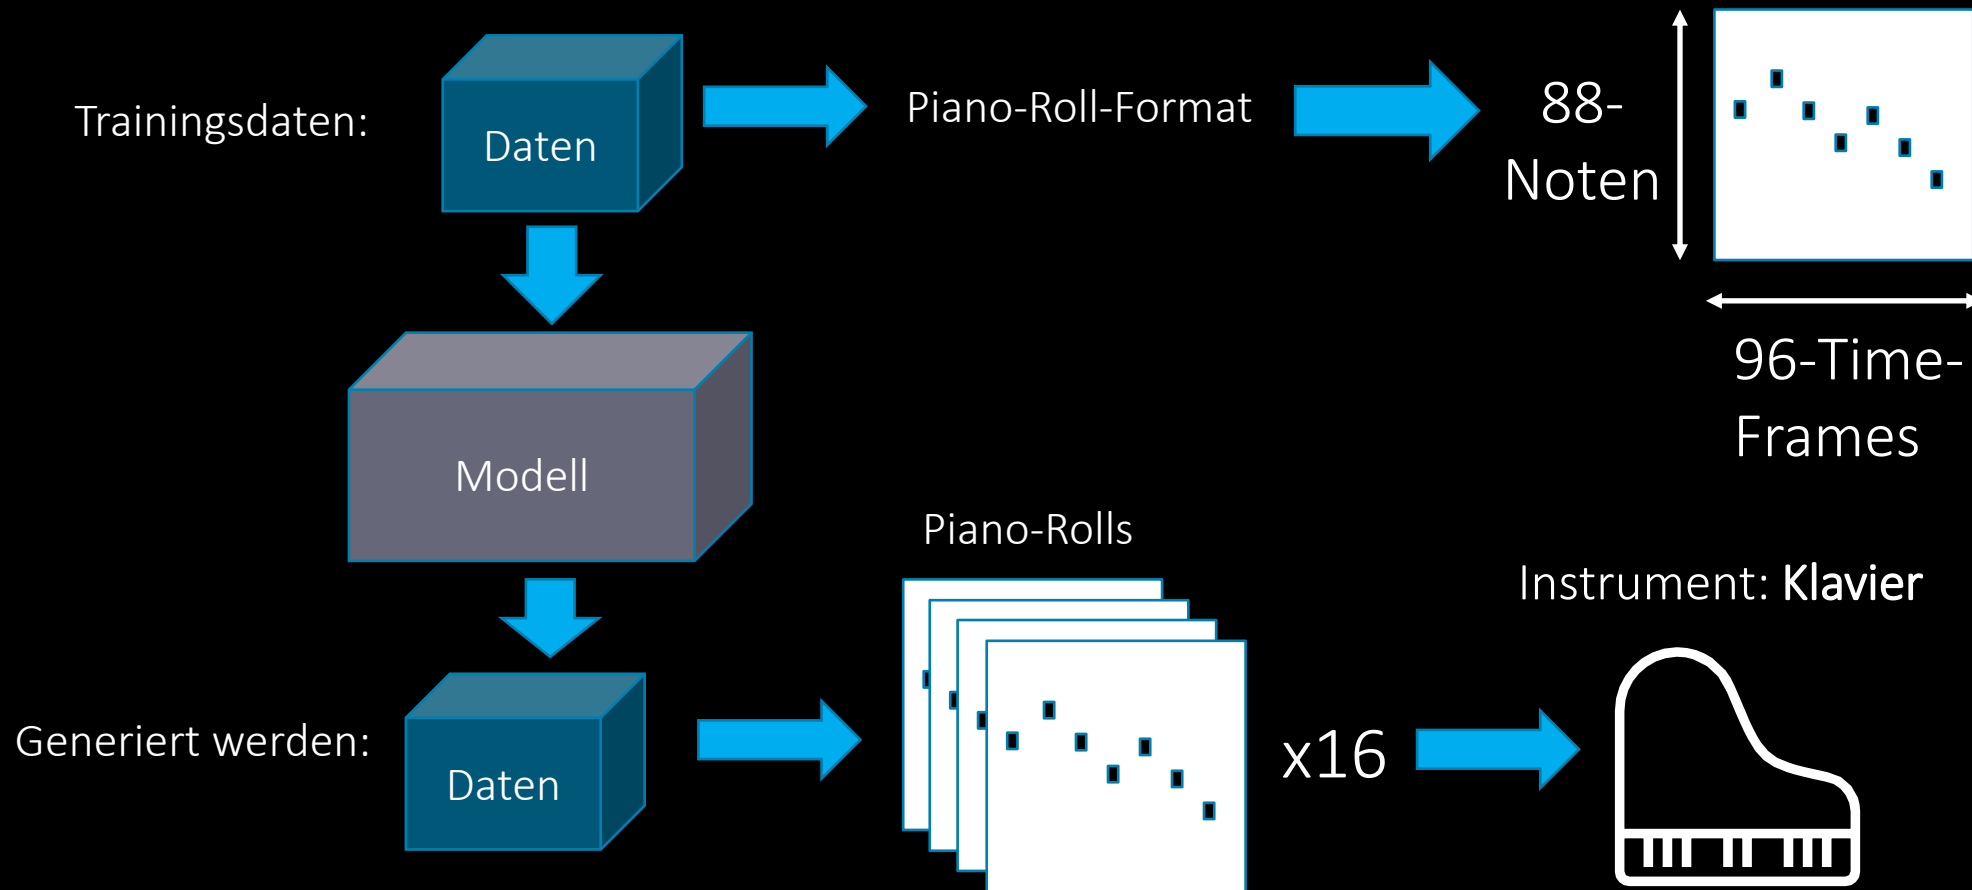 Trainingsdaten:
Daten
Piano-Roll-Format
88-
Noten
96-Time-
Frames
Modell
Piano-Rolls
Instrument: Klavier
Generiert werden:
Daten
x16